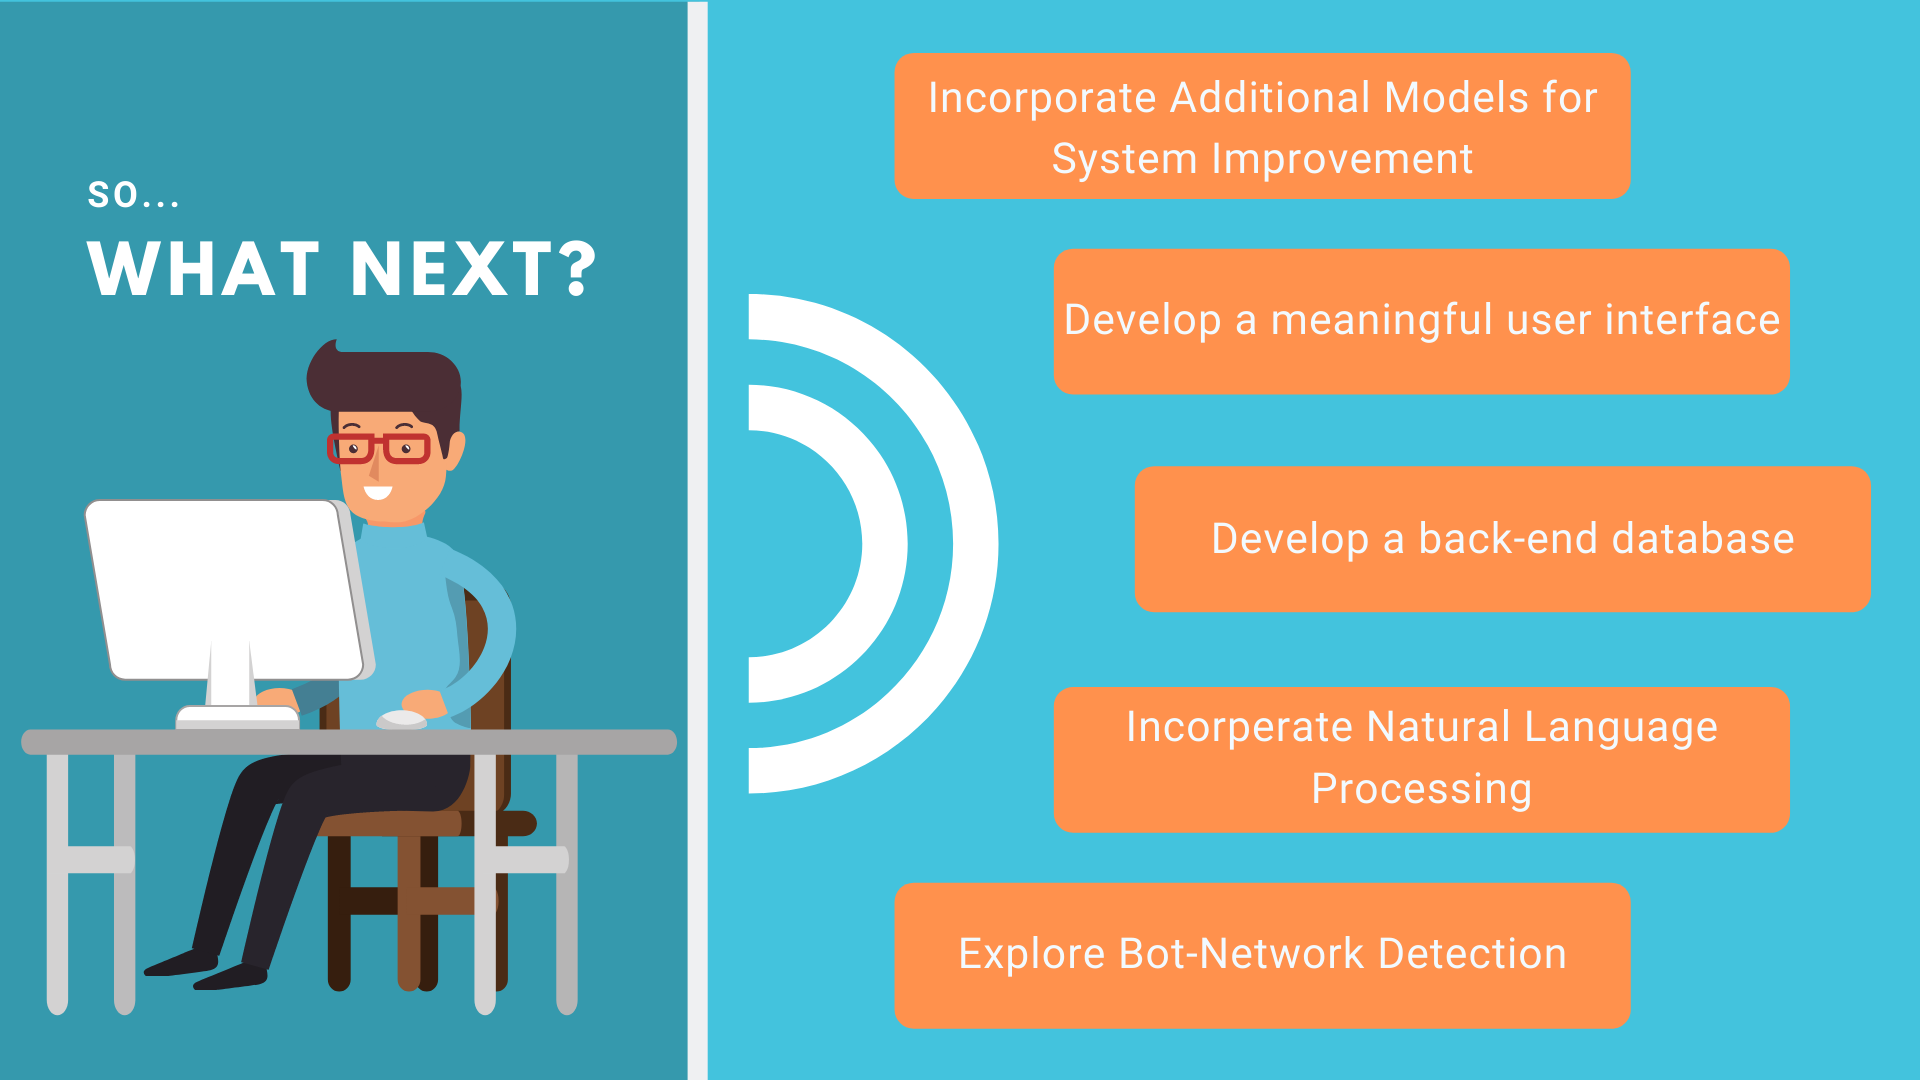 SO...
WHAT NEXT?
Incorporate Additional Models for
System Improvement
Develop a meaningful user interface
Develop a back-end database
Incorperate Natural Language
Processing
Explore Bot-Network Detection